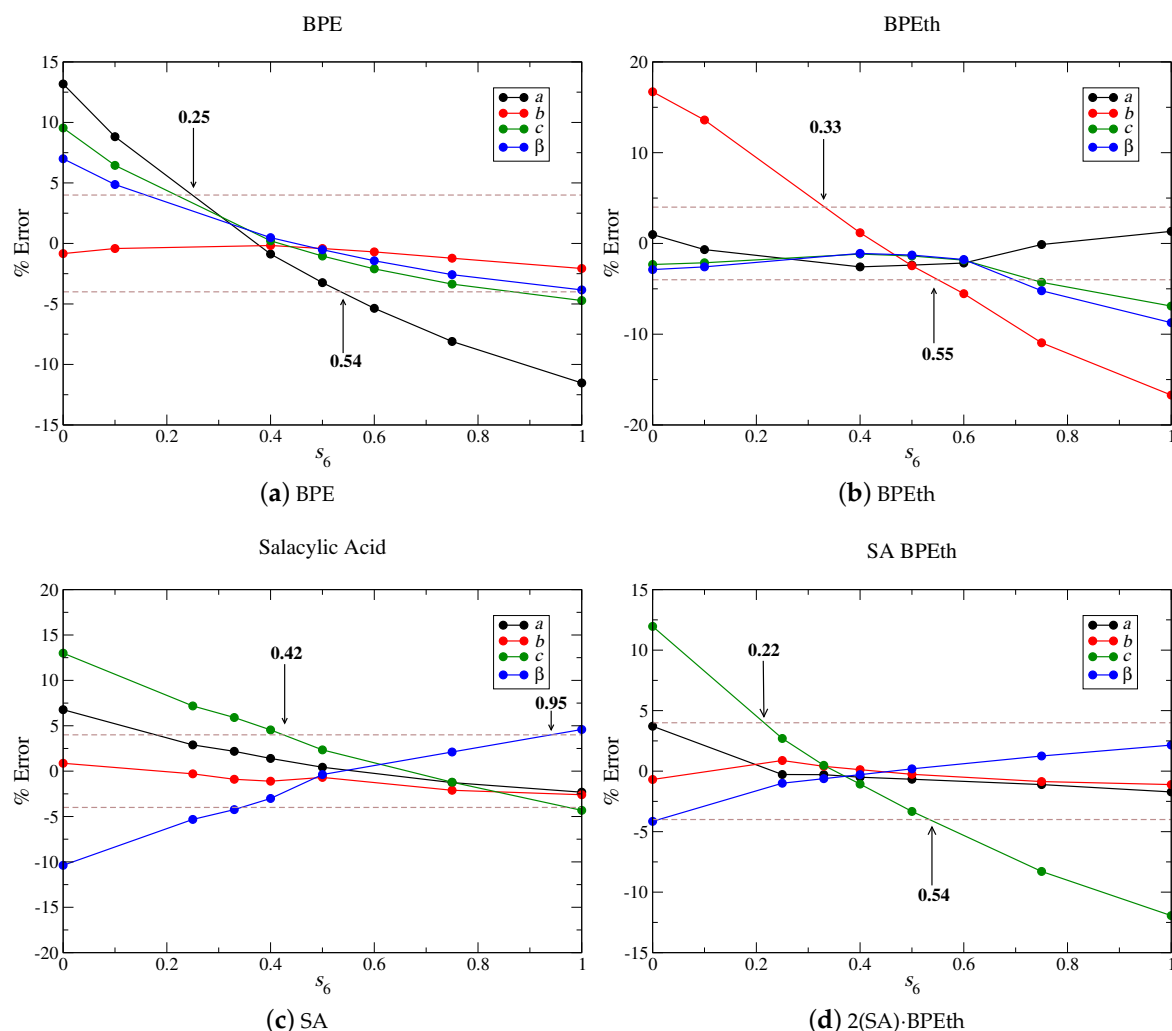 BPE
15
10
5
0
-5
-10
-15
% Error
0.25
0.54
a
b
c
β
0
0.2
0.4
0.6
0.8
1
s6
(a) BPE
BPEth
20
10
0
-10
-20
% Error
0.33
0.55
a
b
c
β
0
0.2
0.4
0.6
0.8
1
s6
(b) BPEth
Salacylic Acid
20
15
10
5
0
-5
-10
-15
-20
% Error
0.42
0.95
a
b
c
β
0
0.2
0.4
0.6
0.8
1
s6
(c) SA
SA BPEth
15
10
5
0
-5
-10
-15
% Error
0.22
0.54
a
b
c
β
0
0.2
0.4
0.6
0.8
1
s6
(d) 2(SA)·BPEth